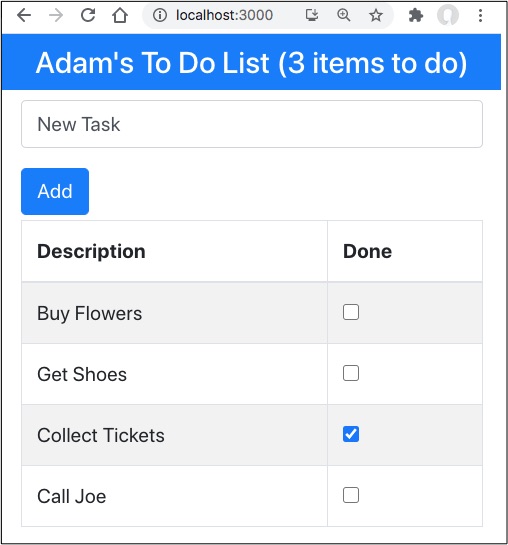 localhost:3000
Adam's To Do List (3 items to do)
New Task
Add
Description Done
Buy Flowers
Get Shoes
Collect Tickets
Call Joe